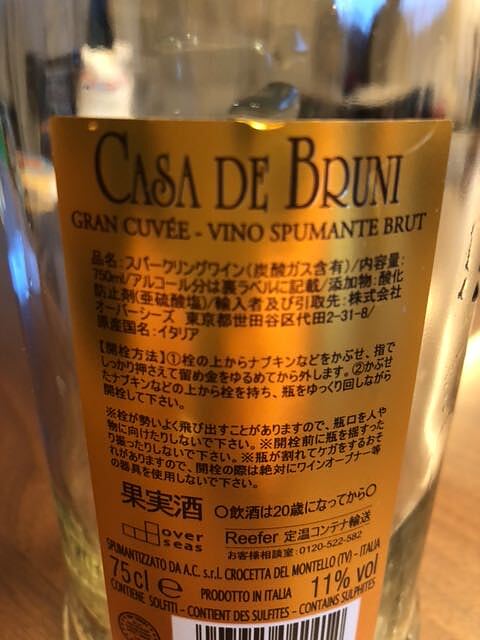 CASA DE BRUNI
GRAN CUVÉE - VINO SPUMANTE BRUT
品名:スパークリングワイン(炭酸ガス含有)/内容量:
750ml/アルコール分は裏ラベルに記載/添加物:酸化
防止剤(亜硫酸塩)/輸入者及び引取先:株式会社
オーバーシーズ 東京都世田谷区代田2-31-8/
原産国名:イタリア
【開栓方法】①栓の上からナプキンなどをかぶせ、指で
しっかり押さえて留め金をゆるめてから外します。②かぶせ
たナプキンなどの上から栓を持ち、瓶をゆっくり回しながら
開栓して下さい。
※栓が勢いよく飛び出すことがありますので、瓶口を人や
物に向けたりしないで下さい。※開栓前に瓶を揺すった
り振ったりしないで下さい。※瓶が割れてケガをするおそ
れがありますので、開栓の際は絶対にワインオープナー等
の器具を使用しないで下さい。
果実酒 〇飲酒は20歳になってから〇
over seas
Reefer 定温コンテナ輸送
お客様相談室:0120-522-582
SPUMANTIZZATO DA A.C. s.r.l. CROCETTA DEL MONTELLO (TV) - ITALIA
75cl e PRODOTTO IN ITALIA 11% vol
CONTIENE SOLFITI - CONTIENT DES SULFITES - CONTAINS SULPHITES